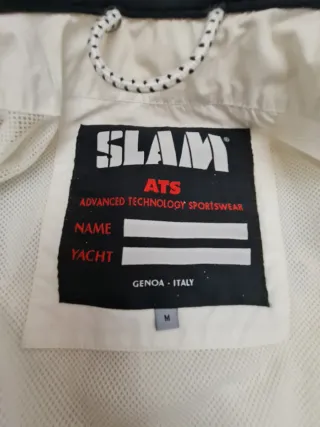 SLAM®
ATS
ADVANCED TECHNOLOGY SPORTSWEAR
NAME
YACHT
GENOA · ITALY
M